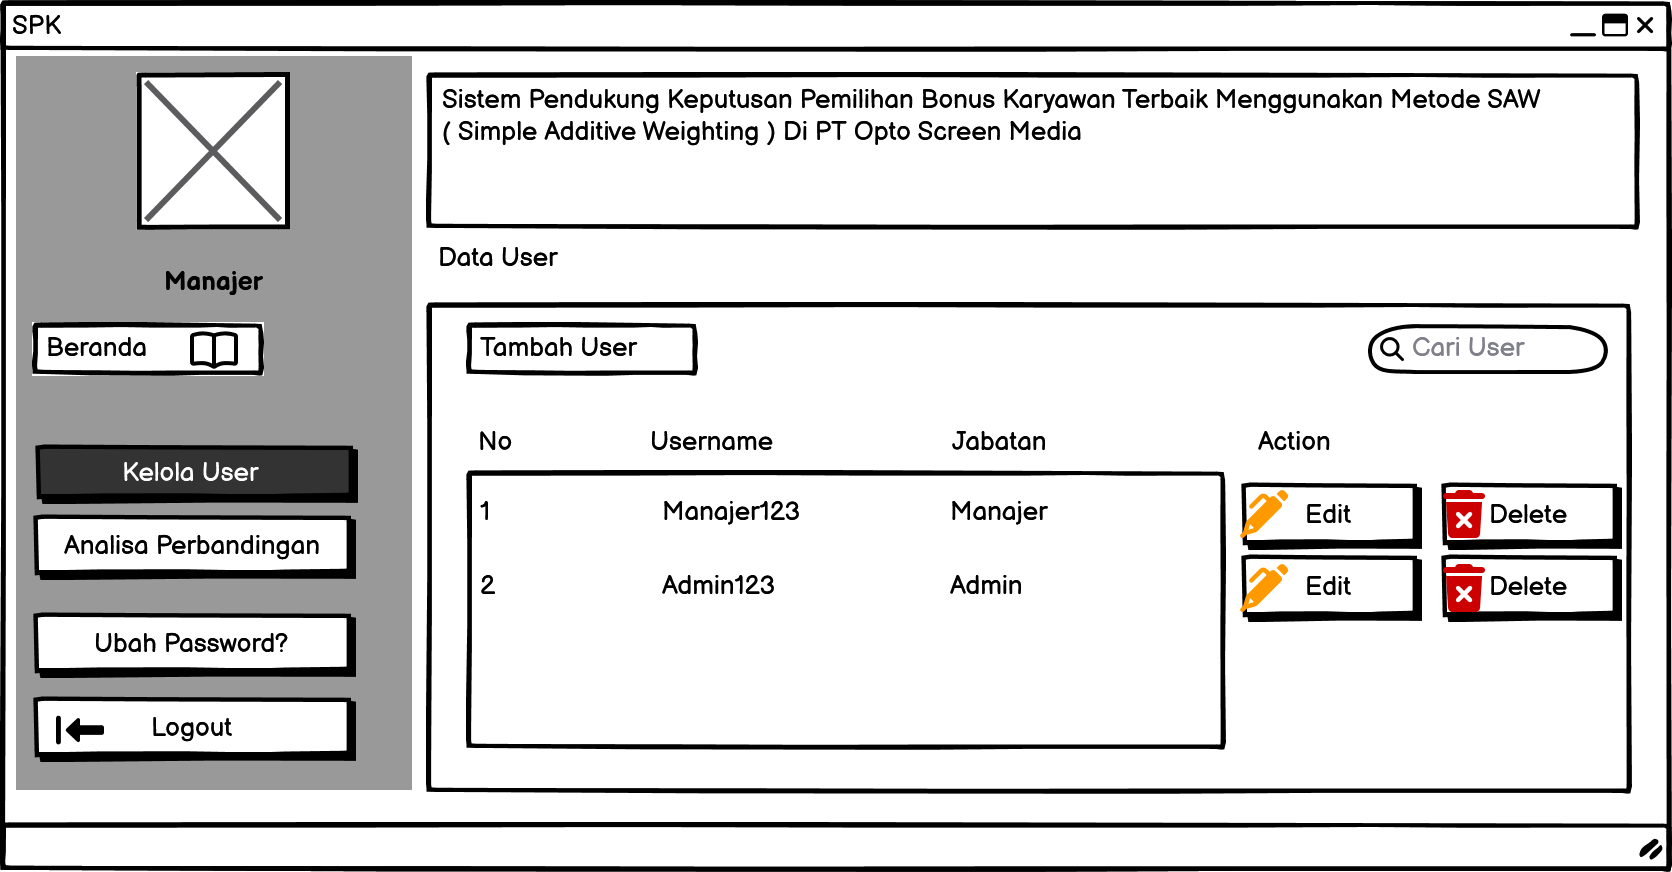 SPK
Sistem Pendukung Keputusan Pemilihan Bonus Karyawan Terbaik Menggunakan Metode SAW
( Simple Additive Weighting ) Di PT Opto Screen Media
Manajer
Beranda
Kelola User
Analisa Perbandingan
Ubah Password?
Logout
Data User
Tambah User
Cari User
No Username Jabatan Action
1 Manajer123 Manajer Edit Delete
2 Admin123 Admin Edit Delete